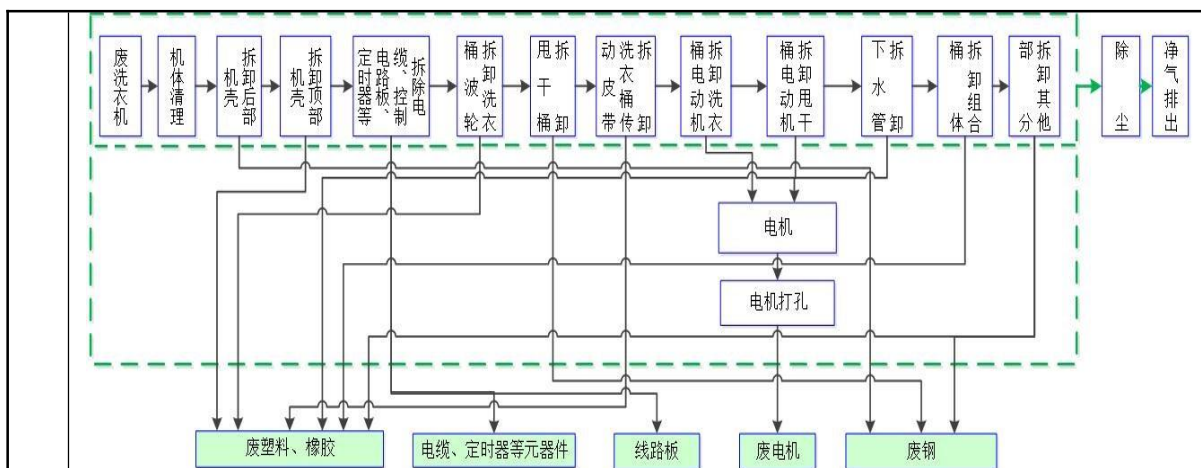 废洗衣机
机体清理
拆卸后部
机壳
拆卸顶部
机壳
拆除电
缆、控制
电路板、
定时器等
拆卸洗衣
桶波轮
拆卸
甩干桶
拆卸
洗衣桶传
动皮带
拆卸洗衣
桶电动机
拆卸甩干
桶电动机
拆卸
下水管
拆卸组合
桶体
拆卸其他
部分
除尘
净气排出
电机
电机打孔
废塑料、橡胶
电缆、定时器等元器件
线路板
废电机
废钢